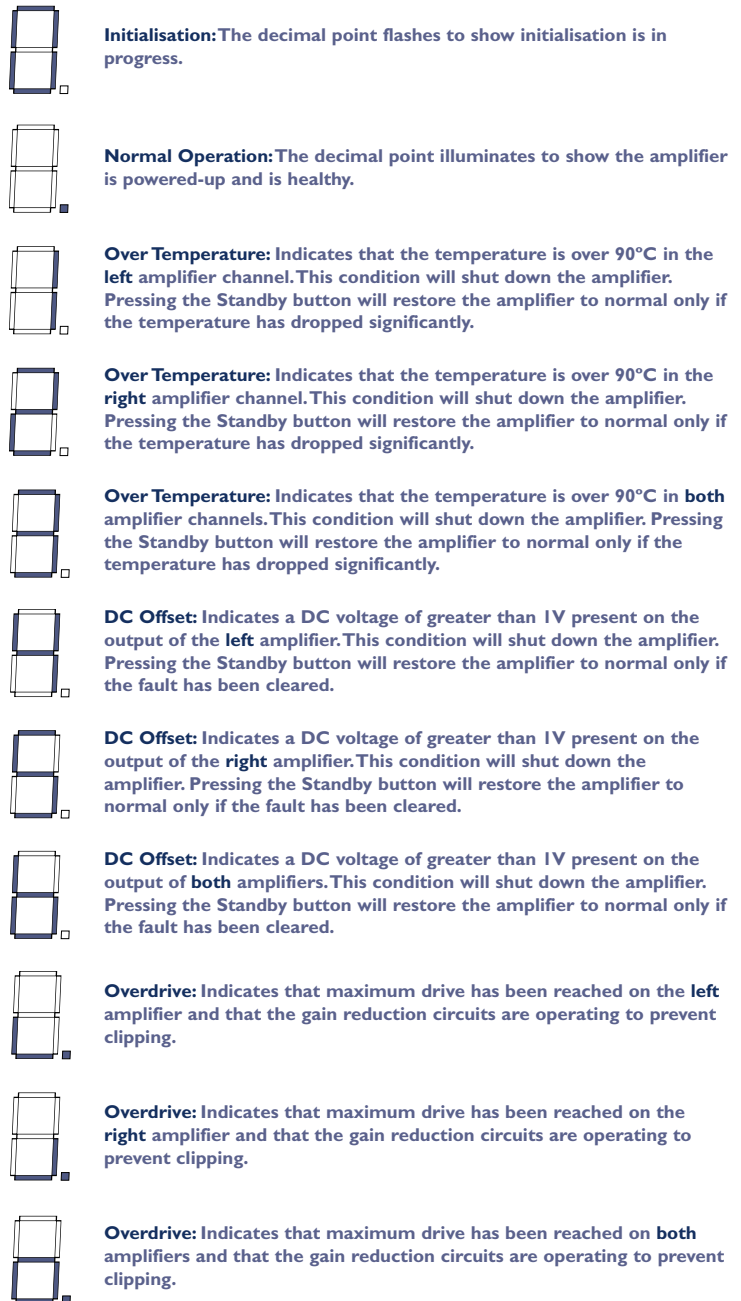 Initialisation: The decimal point flashes to show initialisation is in
progress.
Normal Operation: The decimal point illuminates to show the amplifier
is powered-up and is healthy.
Over Temperature: Indicates that the temperature is over 90ºC in the
left amplifier channel. This condition will shut down the amplifier.
Pressing the Standby button will restore the amplifier to normal only if
the temperature has dropped significantly.
Over Temperature: Indicates that the temperature is over 90ºC in the
right amplifier channel. This condition will shut down the amplifier.
Pressing the Standby button will restore the amplifier to normal only if
the temperature has dropped significantly.
Over Temperature: Indicates that the temperature is over 90ºC in both
amplifier channels. This condition will shut down the amplifier. Pressing
the Standby button will restore the amplifier to normal only if the
temperature has dropped significantly.
DC Offset: Indicates a DC voltage of greater than 1V present on the
output of the left amplifier. This condition will shut down the amplifier.
Pressing the Standby button will restore the amplifier to normal only if
the fault has been cleared.
DC Offset: Indicates a DC voltage of greater than 1V present on the
output of the right amplifier. This condition will shut down the
amplifier. Pressing the Standby button will restore the amplifier to
normal only if the fault has been cleared.
DC Offset: Indicates a DC voltage of greater than 1V present on the
output of both amplifiers. This condition will shut down the amplifier.
Pressing the Standby button will restore the amplifier to normal only if
the fault has been cleared.
Overdrive: Indicates that maximum drive has been reached on the left
amplifier and that the gain reduction circuits are operating to prevent
clipping.
Overdrive: Indicates that maximum drive has been reached on the
right amplifier and that the gain reduction circuits are operating to
prevent clipping.
Overdrive: Indicates that maximum drive has been reached on both
amplifiers and that the gain reduction circuits are operating to prevent
clipping.